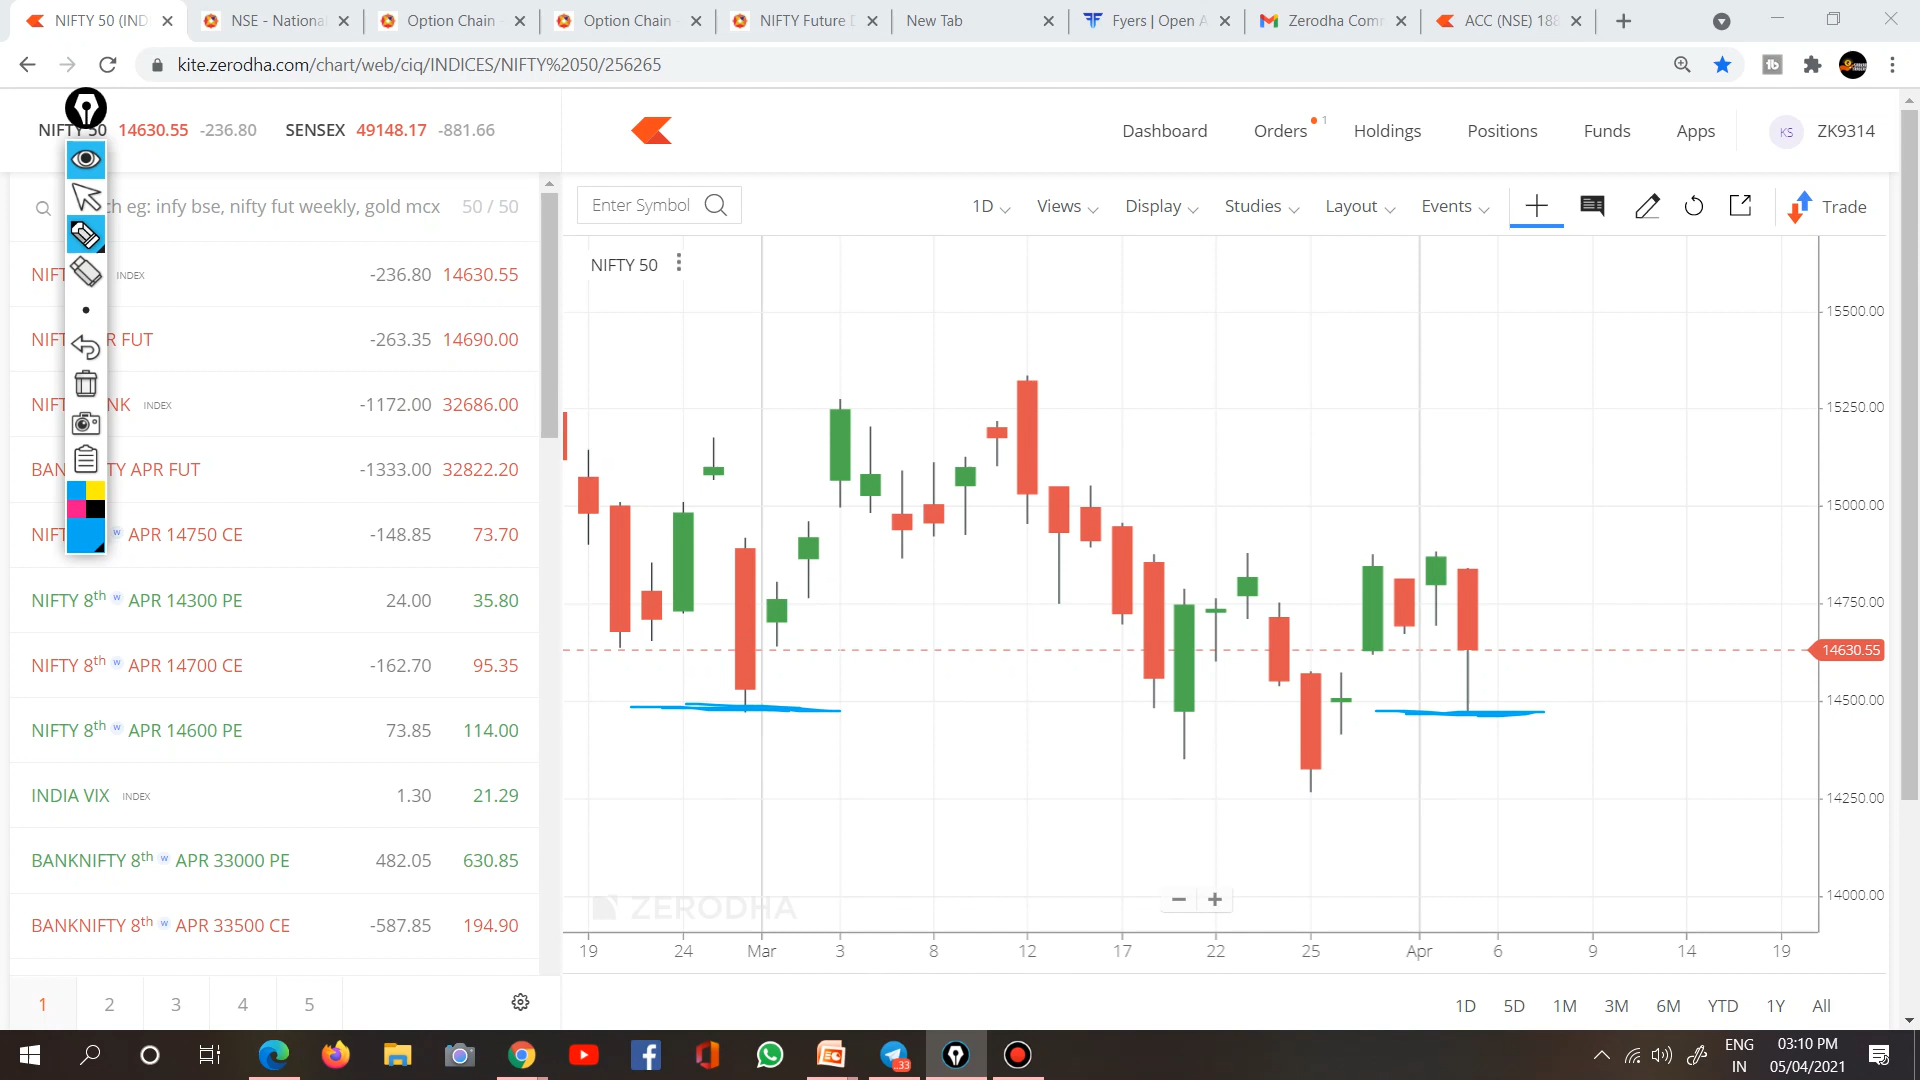 NIFTY 50 (IND
NSE - National
Option Chain
Option Chain
NIFTY Future D
New Tab
Fyers | Open A
Zerodha Comm
ACC (NSE) 188
kite.zerodha.com/chart/web/ciq/INDICES/NIFTY%2050/256265
NIFTY 50 14630.55 -236.80 SENSEX 49148.17 -881.66
Dashboard Orders 1 Holdings Positions Funds Apps KS ZK9314
ch eg: infy bse, nifty fut weekly, gold mcx 50 / 50
Enter Symbol 1D Views Display Studies Layout Events Trade
NIFTY 50
NIFT INDEX -236.80 14630.55
NIFT R FUT -263.35 14690.00
NIFT NK INDEX -1172.00 32686.00
BAN TY APR FUT -1333.00 32822.20
NIFT w APR 14750 CE -148.85 73.70
NIFTY 8th w APR 14300 PE 24.00 35.80
NIFTY 8th w APR 14700 CE -162.70 95.35
NIFTY 8th w APR 14600 PE 73.85 114.00
INDIA VIX INDEX 1.30 21.29
BANKNIFTY 8th w APR 33000 PE 482.05 630.85
BANKNIFTY 8th w APR 33500 CE -587.85 194.90
1 2 3 4 5
15500.00
15250.00
15000.00
14750.00
14630.55
14500.00
14250.00
14000.00
ZERODHA
19 24 Mar 3 8 12 17 22 25 Apr 6 9 14 19
1D 5D 1M 3M 6M YTD 1Y All
33
ENG
IN
03:10 PM
05/04/2021